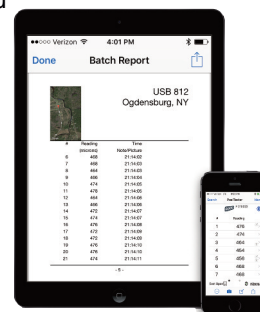 Verizon 4:01 PM
Done Batch Report
USB 812
Ogdensburg, NY
# Reading Time
(microsec) Note/Picture
6 468 21:14:02
7 468 21:14:03
8 464 21:14:03
9 466 21:14:04
10 474 21:14:05
11 478 21:14:05
12 464 21:14:06
13 466 21:14:06
14 472 21:14:07
15 474 21:14:07
16 476 21:14:08
17 472 21:14:09
18 472 21:14:09
19 476 21:14:10
20 476 21:14:10
21 474 21:14:11
- 5 -
# Reading
1 476
2 474
3 464
4 454
5 456
6 468
7 468